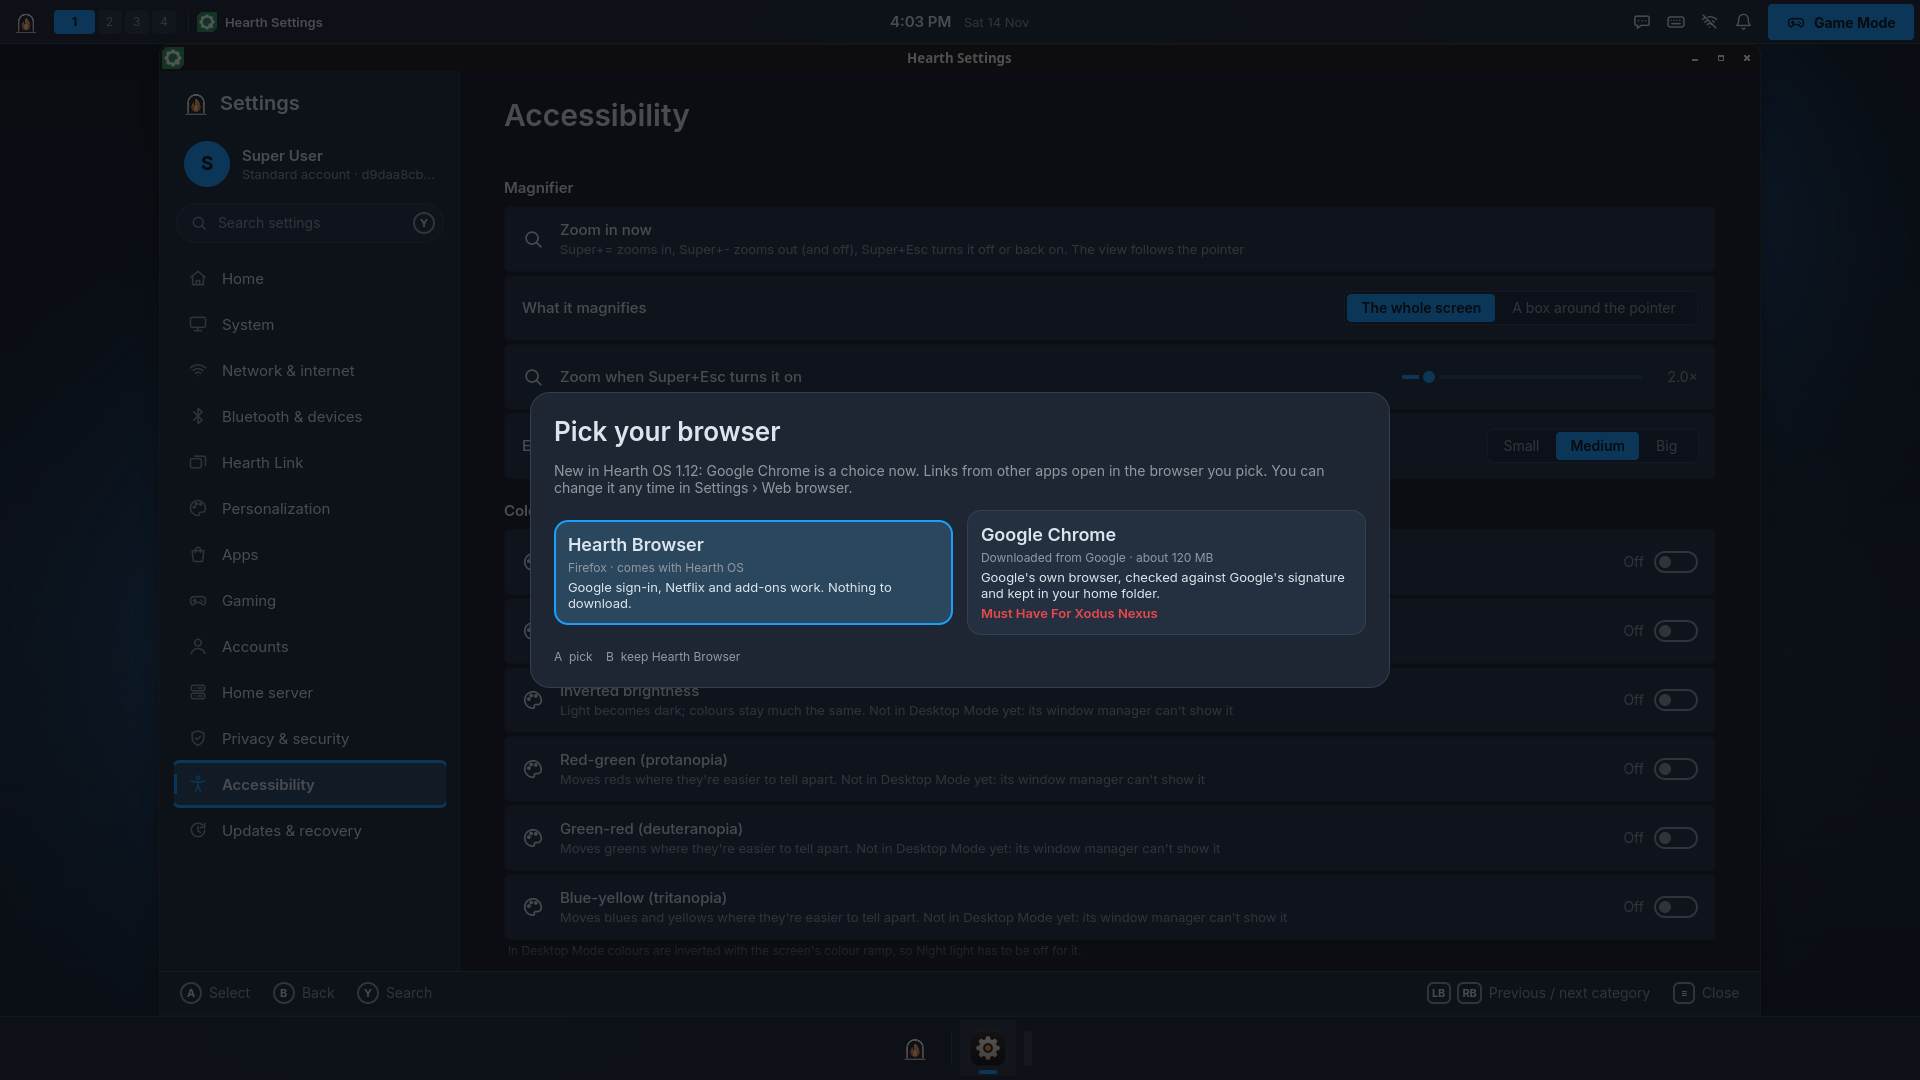 1 2 3 4 Hearth Settings 4:03 PM Sat 14 Nov Game Mode
Hearth Settings
Settings
Super User
Standard account · d9daa8cb...
Search settings Y
Home
System
Network & internet
Bluetooth & devices
Hearth Link
Personalization
Apps
Gaming
Accounts
Home server
Privacy & security
Accessibility
Updates & recovery
Accessibility
Magnifier
Zoom in now
Super+= zooms in, Super+- zooms out (and off), Super+Esc turns it off or back on. The view follows the pointer
What it magnifies The whole screen A box around the pointer
Zoom when Super+Esc turns it on 2.0×
Small Medium Big
Pick your browser
New in Hearth OS 1.12: Google Chrome is a choice now. Links from other apps open in the browser you pick. You can
change it any time in Settings › Web browser.
Hearth Browser
Firefox · comes with Hearth OS
Google sign-in, Netflix and add-ons work. Nothing to
download.
Google Chrome
Downloaded from Google · about 120 MB
Google's own browser, checked against Google's signature
and kept in your home folder.
Must Have For Xodus Nexus
A pick B keep Hearth Browser
Off
Off
Inverted brightness
Light becomes dark; colours stay much the same. Not in Desktop Mode yet: its window manager can't show it
Off
Red-green (protanopia)
Moves reds where they're easier to tell apart. Not in Desktop Mode yet: its window manager can't show it
Off
Green-red (deuteranopia)
Moves greens where they're easier to tell apart. Not in Desktop Mode yet: its window manager can't show it
Off
Blue-yellow (tritanopia)
Moves blues and yellows where they're easier to tell apart. Not in Desktop Mode yet: its window manager can't show it
Off
In Desktop Mode colours are inverted with the screen's colour ramp, so Night light has to be off for it.
A Select B Back Y Search LB RB Previous / next category Close